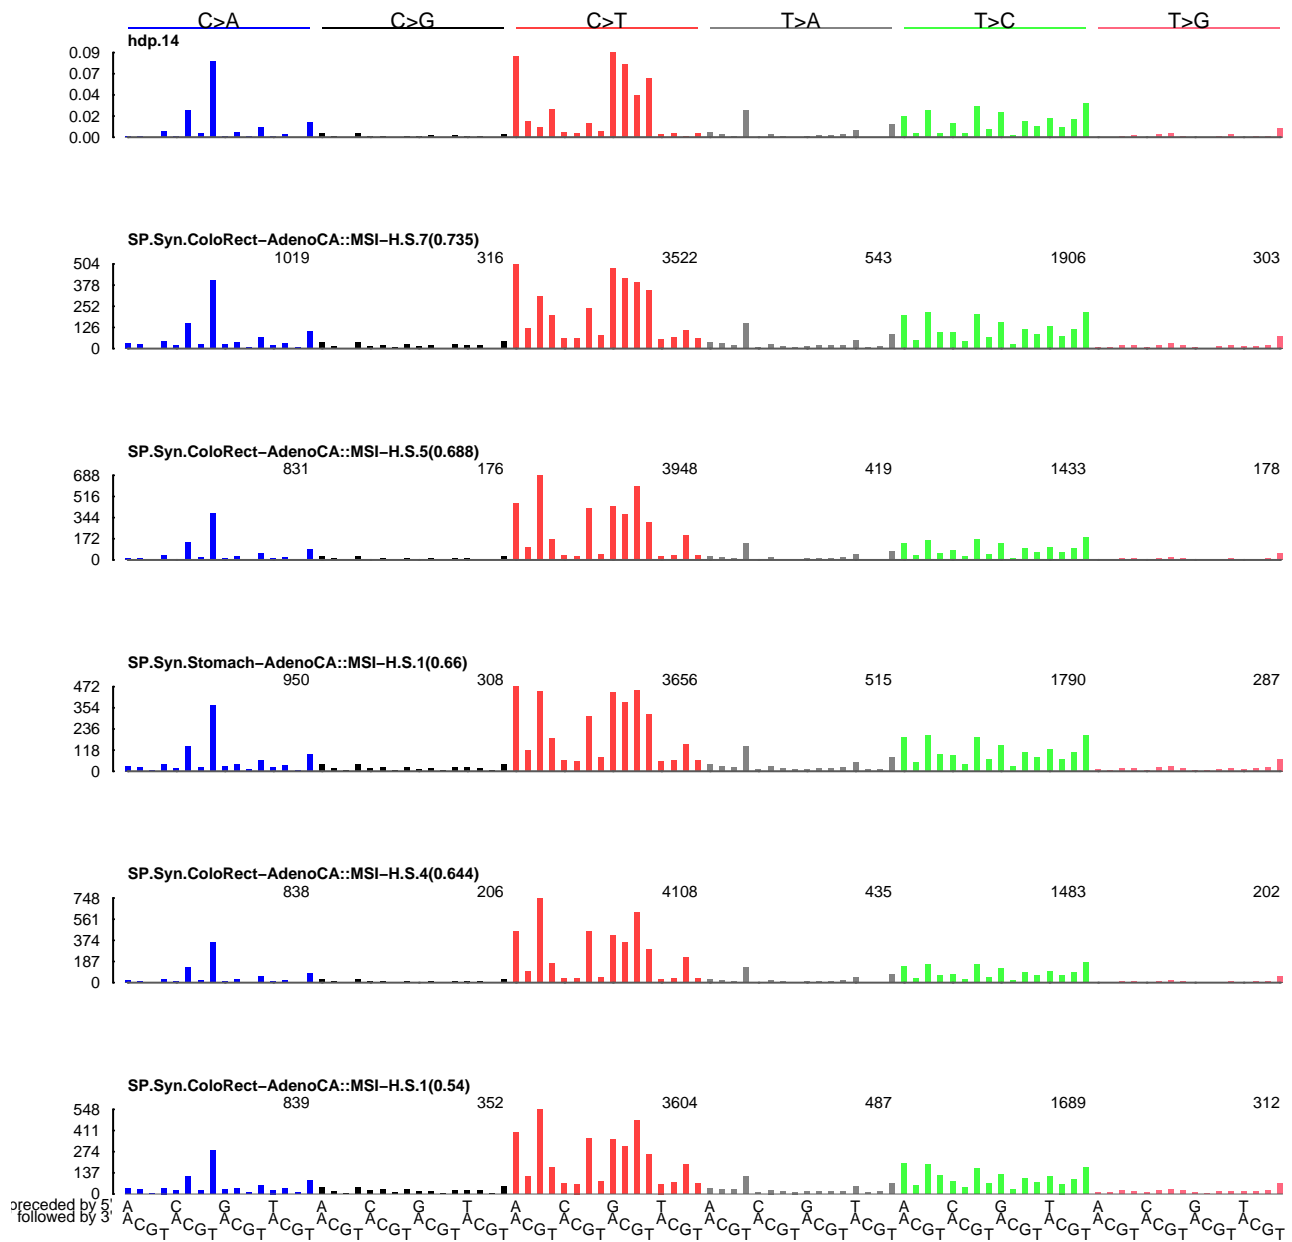 C>A C>G C>T T>A T>C T>G
hdp.14
0.09
0.07
0.04
0.02
0.00
SP.Syn.ColoRect−AdenoCA::MSI−H.S.7(0.735)
1019 316 3522 543 1906 303
504
378
252
126
0
SP.Syn.ColoRect−AdenoCA::MSI−H.S.5(0.688)
831 176 3948 419 1433 178
688
516
344
172
0
SP.Syn.Stomach−AdenoCA::MSI−H.S.1(0.66)
950 308 3656 515 1790 287
472
354
236
118
0
SP.Syn.ColoRect−AdenoCA::MSI−H.S.4(0.644)
838 206 4108 435 1483 202
748
561
374
187
0
SP.Syn.ColoRect−AdenoCA::MSI−H.S.1(0.54)
839 352 3604 487 1689 312
548
411
274
137
0
preceded by 5' A C G T A C G T A C G T A C G T A C G T A C G T
followed by 3' A C G T A C G T A C G T A C G T A C G T A C G T A C G T A C G T A C G T A C G T A C G T A C G T A C G T A C G T A C G T A C G T A C G T A C G T A C G T A C G T A C G T A C G T A C G T A C G T